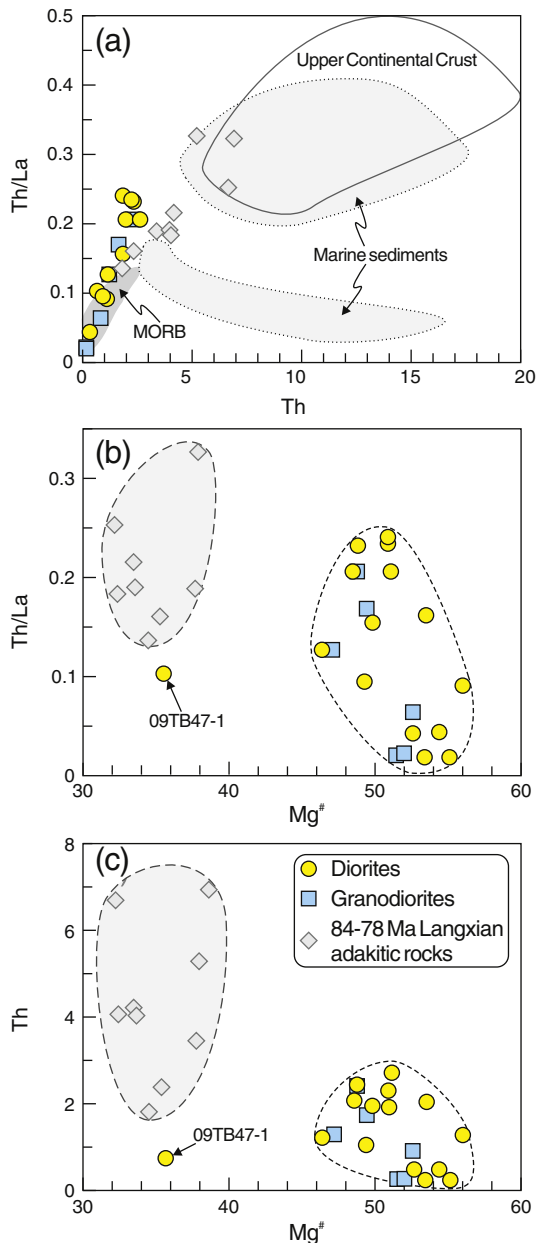 (a)
0.5
0.4
0.3
0.2
0.1
0
Th/La
Upper Continental Crust
Marine
sediments
MORB
0
5
10
15
20
Th
(b)
0.3
0.2
0.1
0
Th/La
09TB47-1
30
40
50
60
Mg#
(c)
8
6
4
2
0
Th
Diorites
Granodiorites
84-78 Ma Langxian
adakitic rocks
09TB47-1
30
40
50
60
Mg#